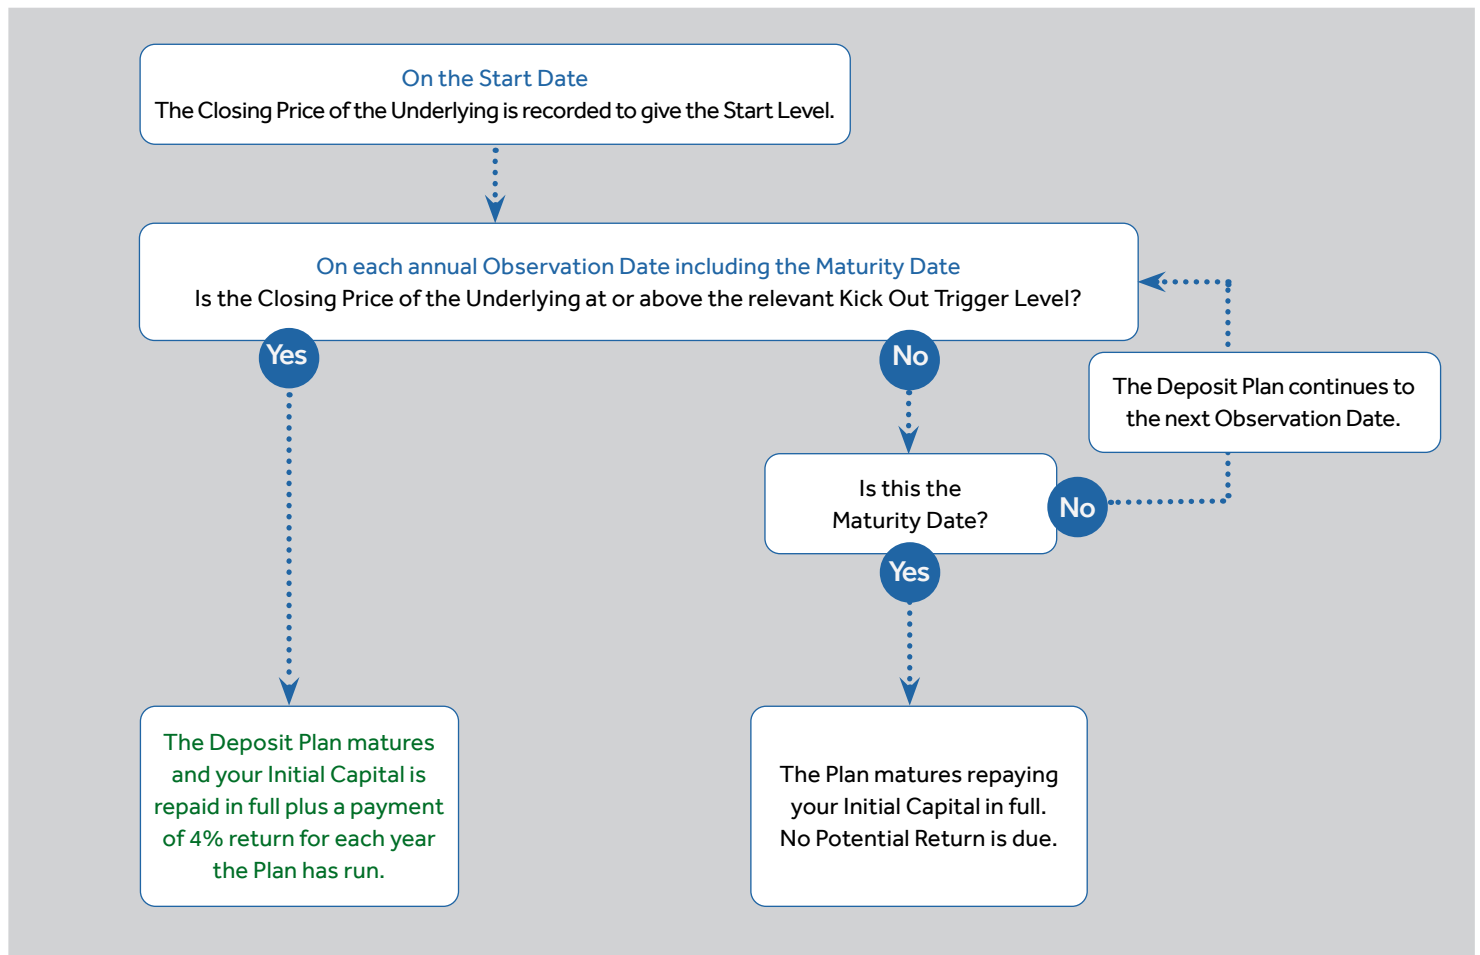 On the Start Date
The Closing Price of the Underlying is recorded to give the Start Level.
On each annual Observation Date including the Maturity Date
Is the Closing Price of the Underlying at or above the relevant Kick Out Trigger Level?
Yes
No
The Deposit Plan continues to
the next Observation Date.
Is this the
Maturity Date?
No
Yes
The Deposit Plan matures
and your Initial Capital is
repaid in full plus a payment
of 4% return for each year
the Plan has run.
The Plan matures repaying
your Initial Capital in full.
No Potential Return is due.